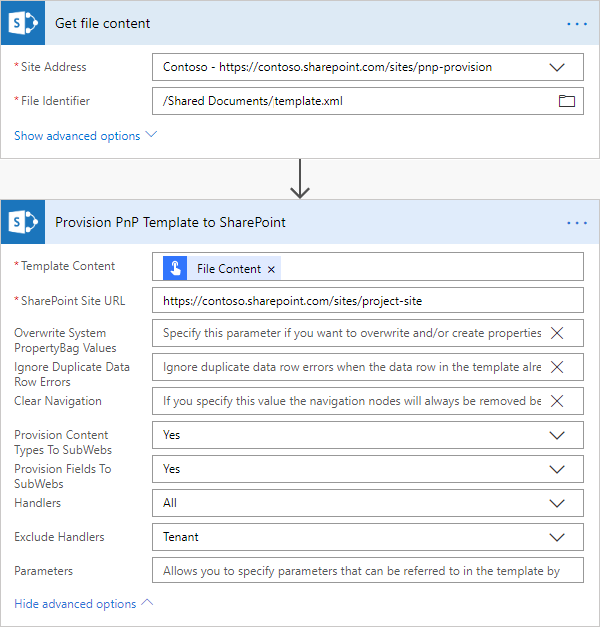 Get file content
* Site Address
Contoso - https://contoso.sharepoint.com/sites/pnp-provision
* File Identifier
/Shared Documents/template.xml
Show advanced options
Provision PnP Template to SharePoint
* Template Content
File Content ×
* SharePoint Site URL
https://contoso.sharepoint.com/sites/project-site
Overwrite System
PropertyBag Values
Specify this parameter if you want to overwrite and/or create properties
Ignore Duplicate Data
Row Errors
Ignore duplicate data row errors when the data row in the template alre
Clear Navigation
If you specify this value the navigation nodes will always be removed be
Provision Content
Types To SubWebs
Yes
Provision Fields To
SubWebs
Yes
Handlers
All
Exclude Handlers
Tenant
Parameters
Allows you to specify parameters that can be referred to in the template by
Hide advanced options